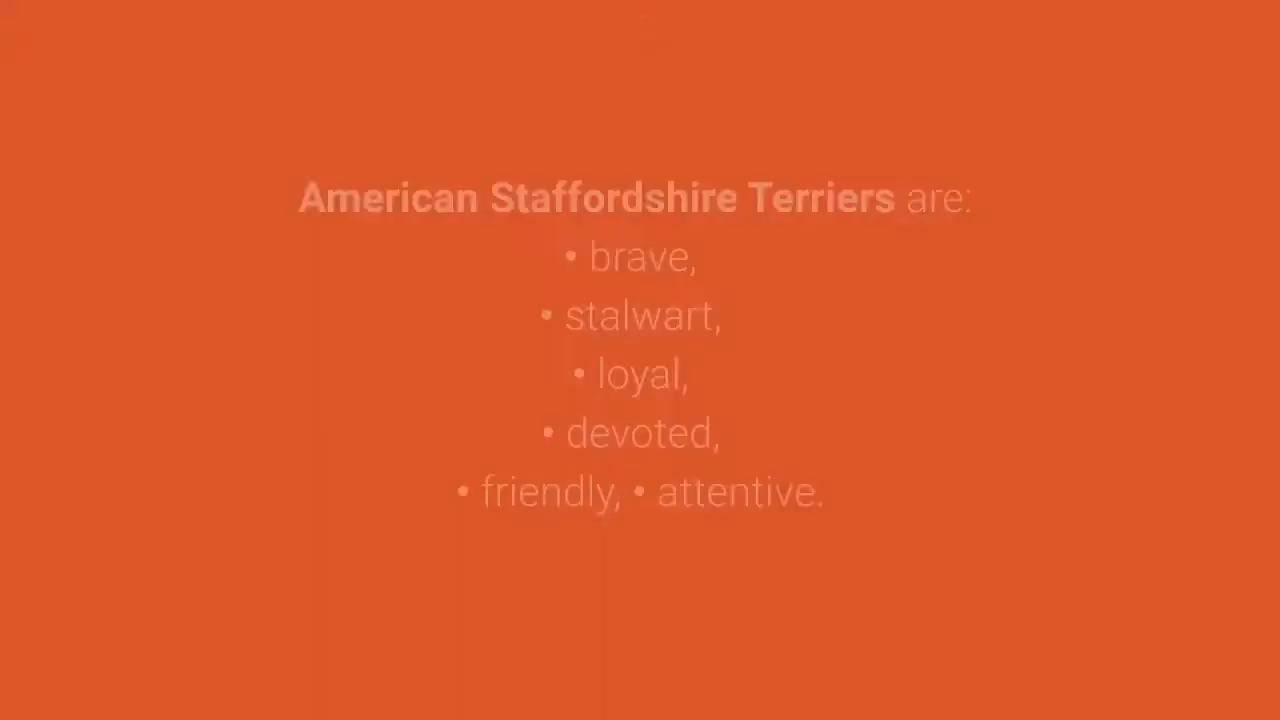 American Staffordshire Terriers are:
• brave,
• stalwart,
• loyal,
• devoted,
• friendly, • attentive.